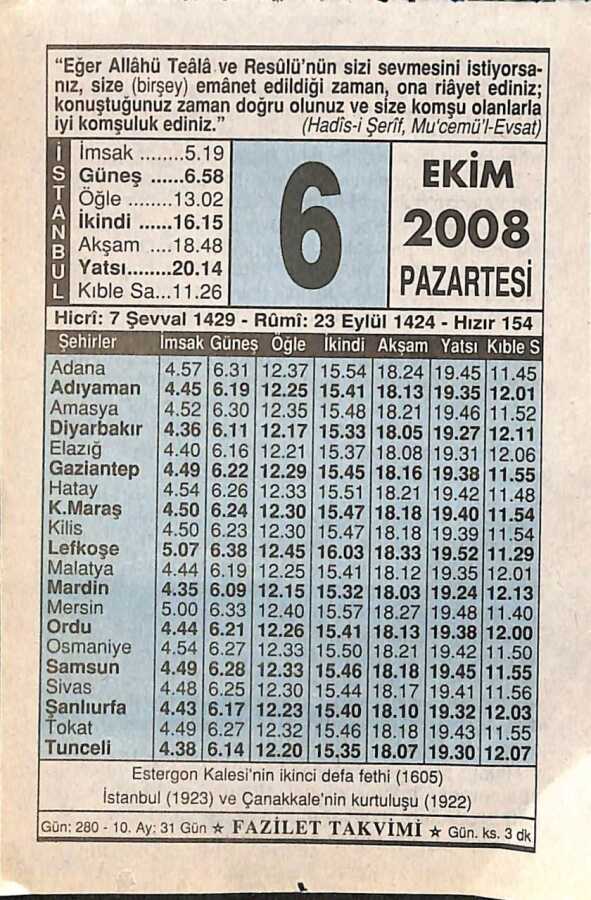 “Eğer Allâhü Teâlâ ve Resûlü'nün sizi sevmesini istiyorsa-
nız, size (birşey) emânet edildiği zaman, ona riâyet ediniz;
konuştuğunuz zaman doğru olunuz ve size komşu olanlarla
iyi komşuluk ediniz.” (Hadîs-i Şerîf, Mu'cemü'l-Evsat)
İSTANBUL
İmsak ........5.19
Güneş ......6.58
Öğle ........13.02
İkindi ......16.15
Akşam ....18.48
Yatsı........20.14
Kıble Sa...11.26
6
EKİM
2008
PAZARTESİ
Hicrî: 7 Şevval 1429 - Rûmî: 23 Eylül 1424 - Hızır 154
Şehirler İmsak Güneş Öğle İkindi Akşam Yatsı Kıble S
Adana 4.57 6.31 12.37 15.54 18.24 19.45 11.45
Adıyaman 4.45 6.19 12.25 15.41 18.13 19.35 12.01
Amasya 4.52 6.30 12.35 15.48 18.21 19.46 11.52
Diyarbakır 4.36 6.11 12.17 15.33 18.05 19.27 12.11
Elazığ 4.40 6.16 12.21 15.37 18.08 19.31 12.06
Gaziantep 4.49 6.22 12.29 15.45 18.16 19.38 11.55
Hatay 4.54 6.26 12.33 15.51 18.21 19.42 11.48
K.Maraş 4.50 6.24 12.30 15.47 18.18 19.40 11.54
Kilis 4.50 6.23 12.30 15.47 18.18 19.39 11.54
Lefkoşe 5.07 6.38 12.45 16.03 18.33 19.52 11.29
Malatya 4.44 6.19 12.25 15.41 18.12 19.35 12.01
Mardin 4.35 6.09 12.15 15.32 18.03 19.24 12.13
Mersin 5.00 6.33 12.40 15.57 18.27 19.48 11.40
Ordu 4.44 6.21 12.26 15.41 18.13 19.38 12.00
Osmaniye 4.54 6.27 12.33 15.50 18.21 19.42 11.50
Samsun 4.49 6.28 12.33 15.46 18.18 19.45 11.55
Sivas 4.48 6.25 12.30 15.44 18.17 19.41 11.56
Şanlıurfa 4.43 6.17 12.23 15.40 18.10 19.32 12.03
Tokat 4.49 6.27 12.32 15.46 18.18 19.43 11.55
Tunceli 4.38 6.14 12.20 15.35 18.07 19.30 12.07
Estergon Kalesi'nin ikinci defa fethi (1605)
İstanbul (1923) ve Çanakkale'nin kurtuluşu (1922)
Gün: 280 - 10. Ay: 31 Gün ☆ FAZİLET TAKVİMİ ☆ Gün. ks. 3 dk